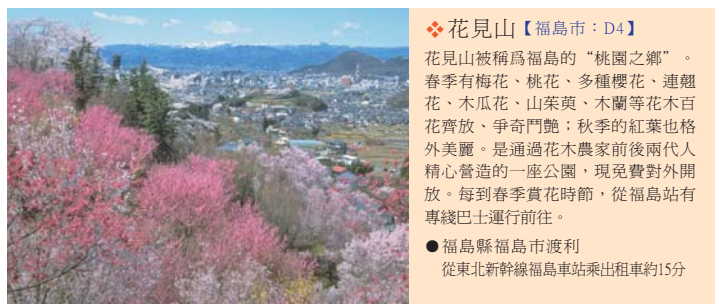 ❖花見山【福島市：D4】
花見山被稱爲福島的“桃園之鄉”。
春季有梅花、桃花、多種櫻花、連翹
花、木瓜花、山茱萸、木蘭等花木百
花齊放、爭奇鬥艷；秋季的紅葉也格
外美麗。是通過花木農家前後兩代人
精心營造的一座公園，現免費對外開
放。每到春季賞花時節，從福島站有
專綫巴士運行前往。
●福島縣福島市渡利
從東北新幹線福島車站乘出租車約15分